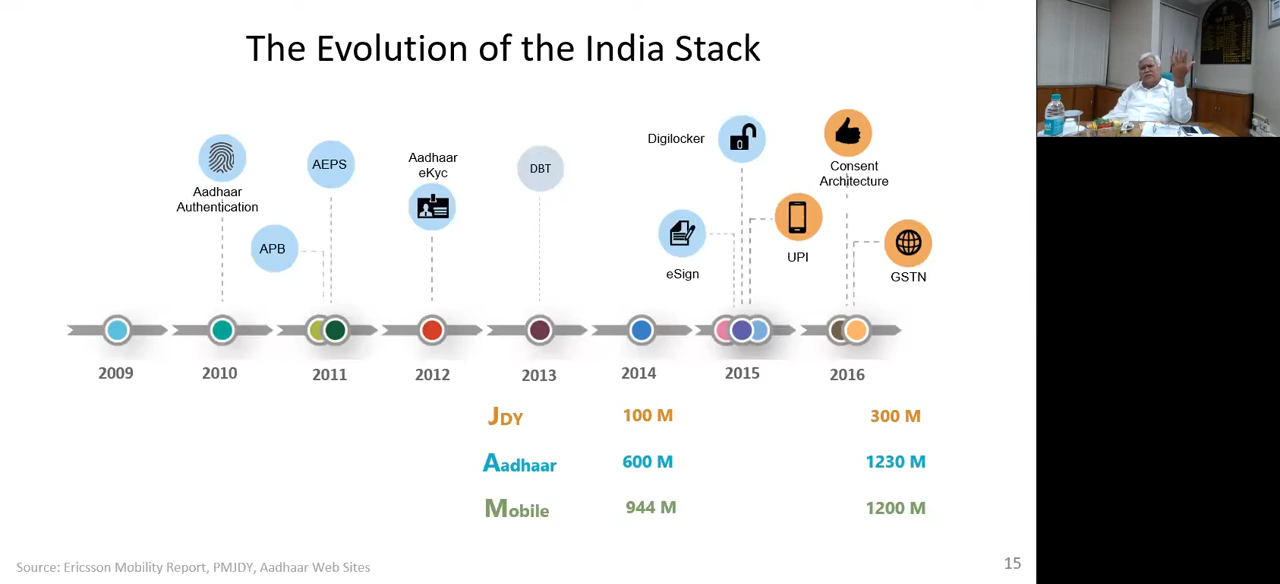 The Evolution of the India Stack
Aadhaar
Authentication
APB
AEPS
Aadhaar
eKyc
DBT
Digilocker
eSign
UPI
Consent
Architecture
GSTN
2009 2010 2011 2012 2013 2014 2015 2016
JDY 100 M 300 M
Aadhaar 600 M 1230 M
Mobile 944 M 1200 M
Source: Ericsson Mobility Report, PMJDY, Aadhaar Web Sites
15